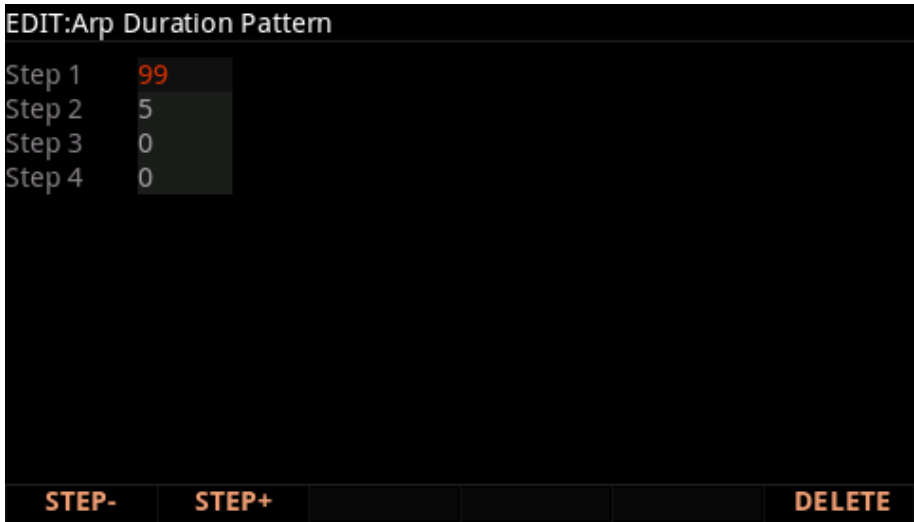 EDIT:Arp Duration Pattern
Step 1 99
Step 2 5
Step 3 0
Step 4 0
STEP- STEP+ DELETE